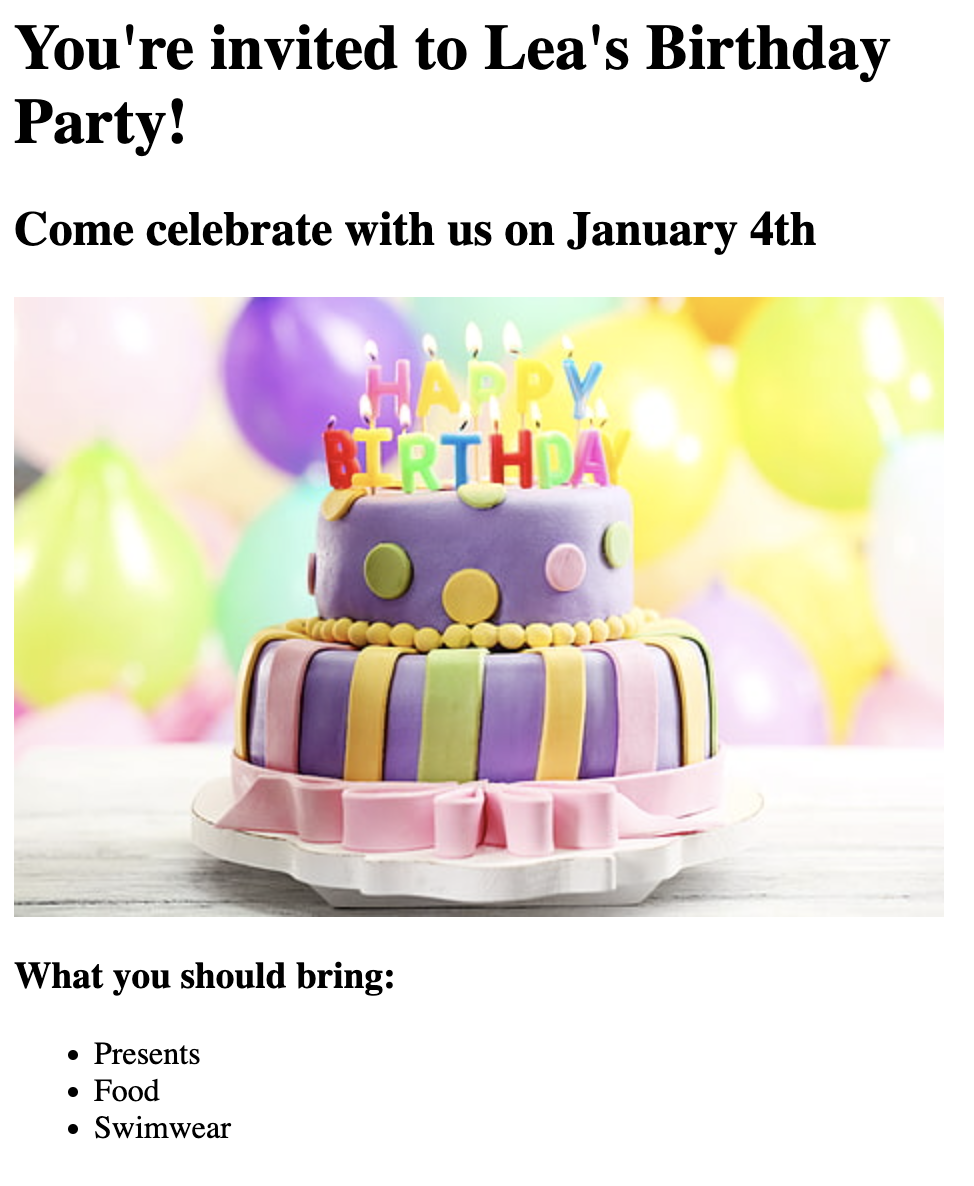 You're invited to Lea's Birthday
Party!
Come celebrate with us on January 4th
HAPPY
BIRTHDAY
What you should bring:
Presents
Food
Swimwear